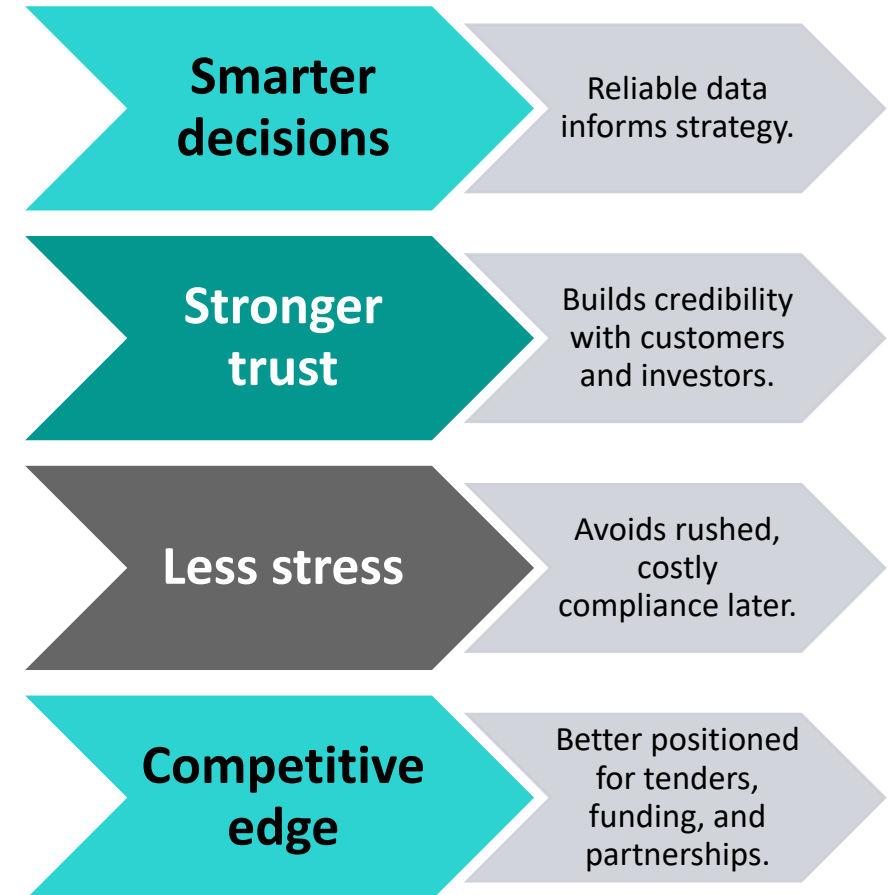 Smarter
decisions
Reliable data
informs strategy.
Stronger
trust
Builds credibility
with customers
and investors.
Less stress
Avoids rushed,
costly
compliance later.
Competitive
edge
Better positioned
for tenders,
funding, and
partnerships.